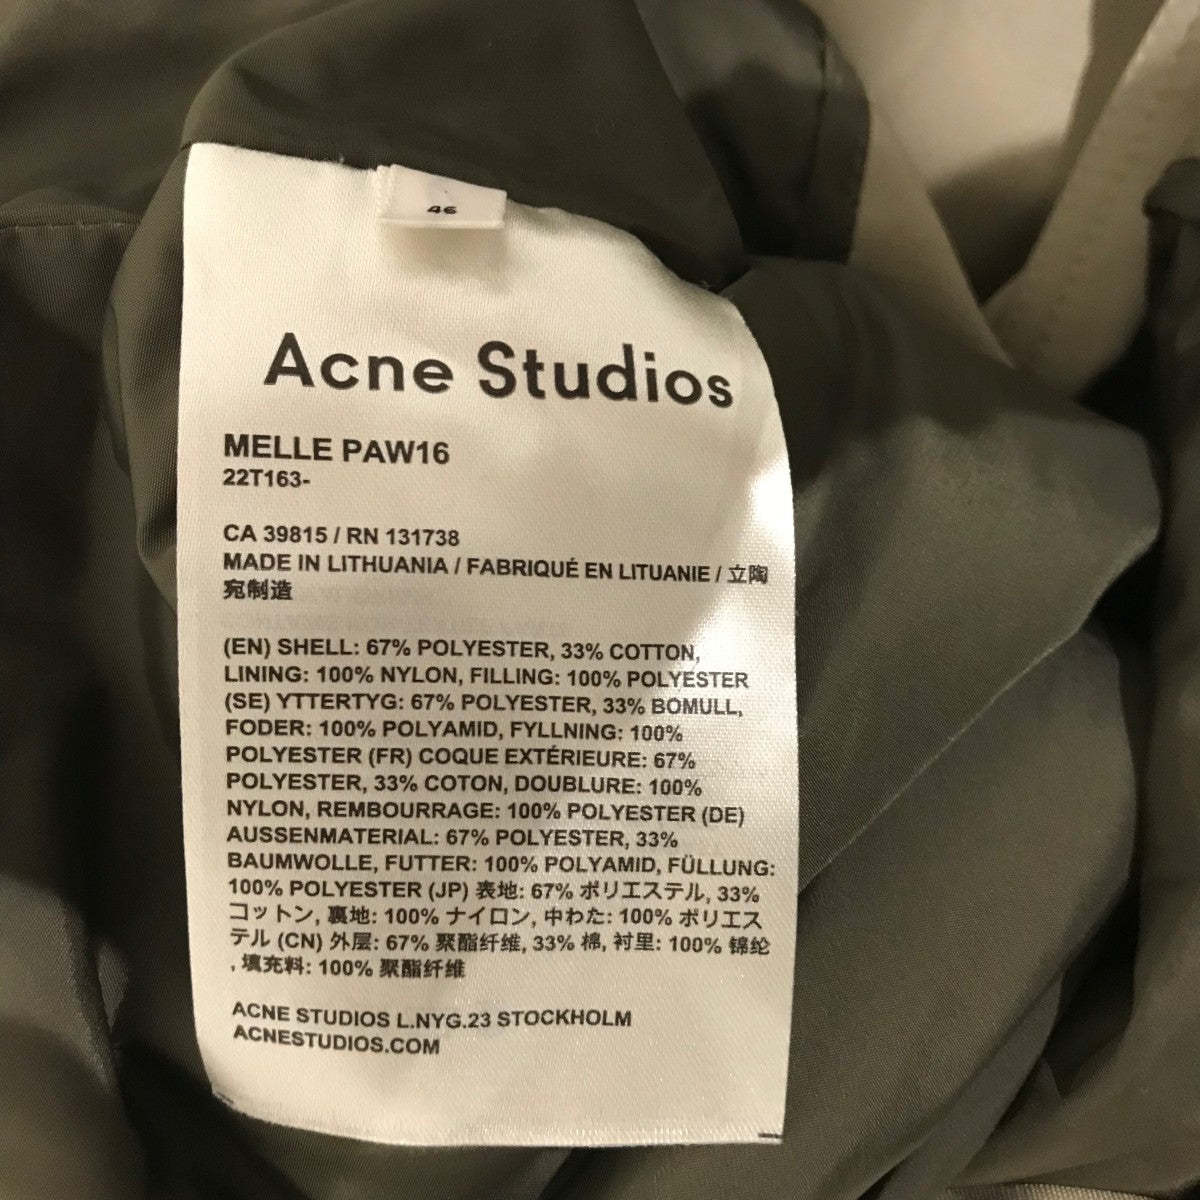 46
Acne Studios
MELLE PAW16
22T163-
CA 39815 / RN 131738
MADE IN LITHUANIA / FABRIQUÉ EN LITUANIE / 立陶
宛制造
(EN) SHELL: 67% POLYESTER, 33% COTTON,
LINING: 100% NYLON, FILLING: 100% POLYESTER
(SE) YTTERTYG: 67% POLYESTER, 33% BOMULL,
FODER: 100% POLYAMID, FYLLNING: 100%
POLYESTER (FR) COQUE EXTÉRIEURE: 67%
POLYESTER, 33% COTON, DOUBLURE: 100%
NYLON, REMBOURRAGE: 100% POLYESTER (DE)
AUSSENMATERIAL: 67% POLYESTER, 33%
BAUMWOLLE, FUTTER: 100% POLYAMID, FÜLLUNG:
100% POLYESTER (JP) 表地: 67% ポリエステル, 33%
コットン, 裏地: 100% ナイロン, 中わた: 100% ポリエス
テル (CN) 外层: 67% 聚酯纤维, 33% 棉, 衬里: 100% 锦纶
, 填充料: 100% 聚酯纤维
ACNE STUDIOS L.NYG.23 STOCKHOLM
ACNESTUDIOS.COM